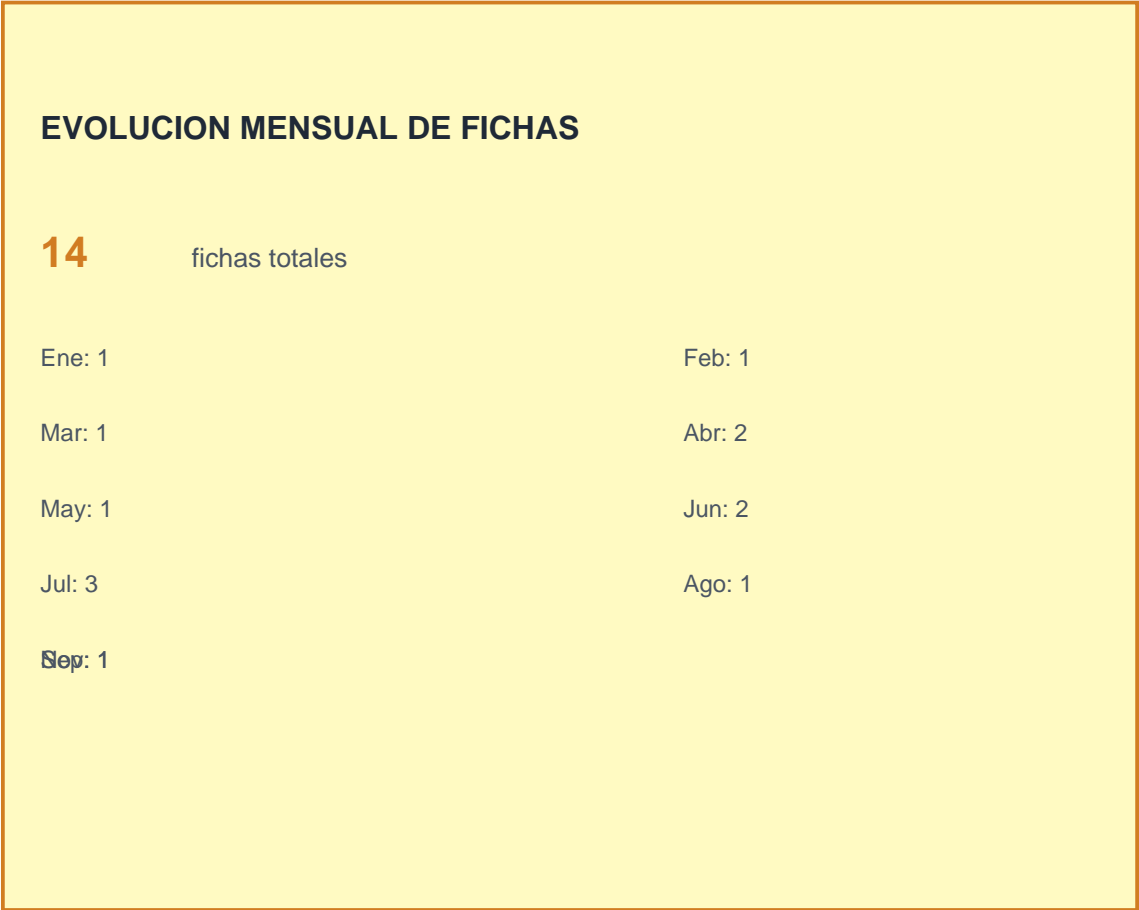 EVOLUCION MENSUAL DE FICHAS
14 fichas totales
Ene: 1 Feb: 1
Mar: 1 Abr: 2
May: 1 Jun: 2
Jul: 3 Ago: 1